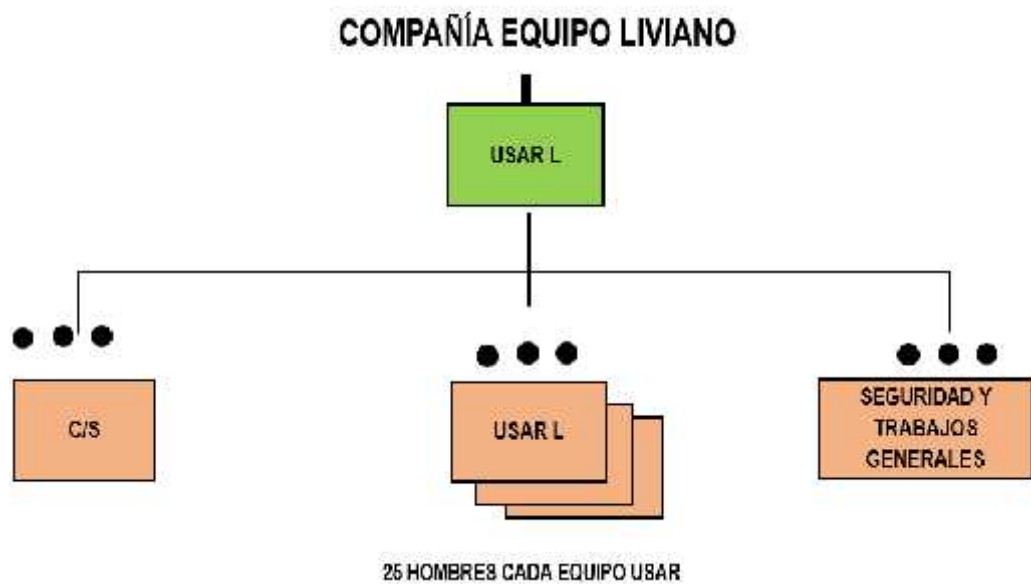 COMPAÑÍA EQUIPO LIVIANO
USAR L
C/S
USAR L
SEGURIDAD Y
TRABAJOS
GENERALES
25 HOMBRES CADA EQUIPO USAR